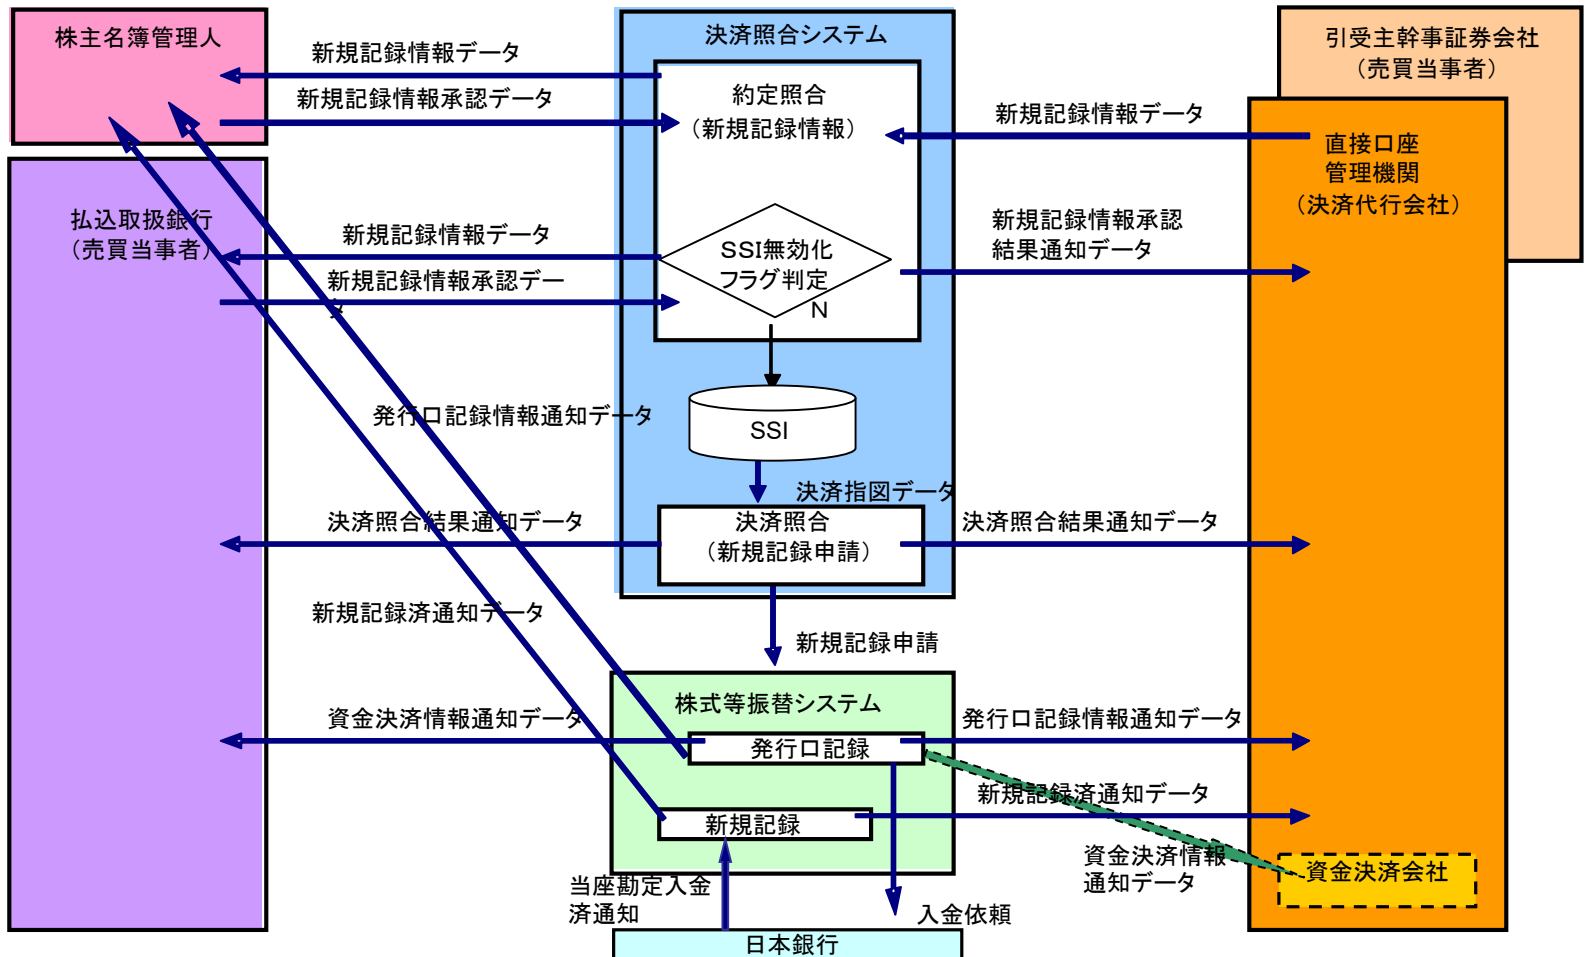 株主名簿管理人
決済照合システム
引受主幹事証券会社
（売買当事者）
新規記録情報データ
約定照合
（新規記録情報）
新規記録情報承認データ
新規記録情報データ
直接口座
管理機関
（決済代行会社）
払込取扱銀行
（売買当事者）
新規記録情報データ
SSI無効化
フラグ判定
N
新規記録情報承認
結果通知データ
新規記録情報承認デー
タ
発行口記録情報通知データ
SSI
決済指図データ
決済照合結果通知データ
決済照合
（新規記録申請）
決済照合結果通知データ
新規記録済通知データ
新規記録申請
株式等振替システム
資金決済情報通知データ
発行口記録
発行口記録情報通知データ
新規記録済通知データ
新規記録
資金決済情報
通知データ
資金決済会社
当座勘定入金
済通知
入金依頼
日本銀行